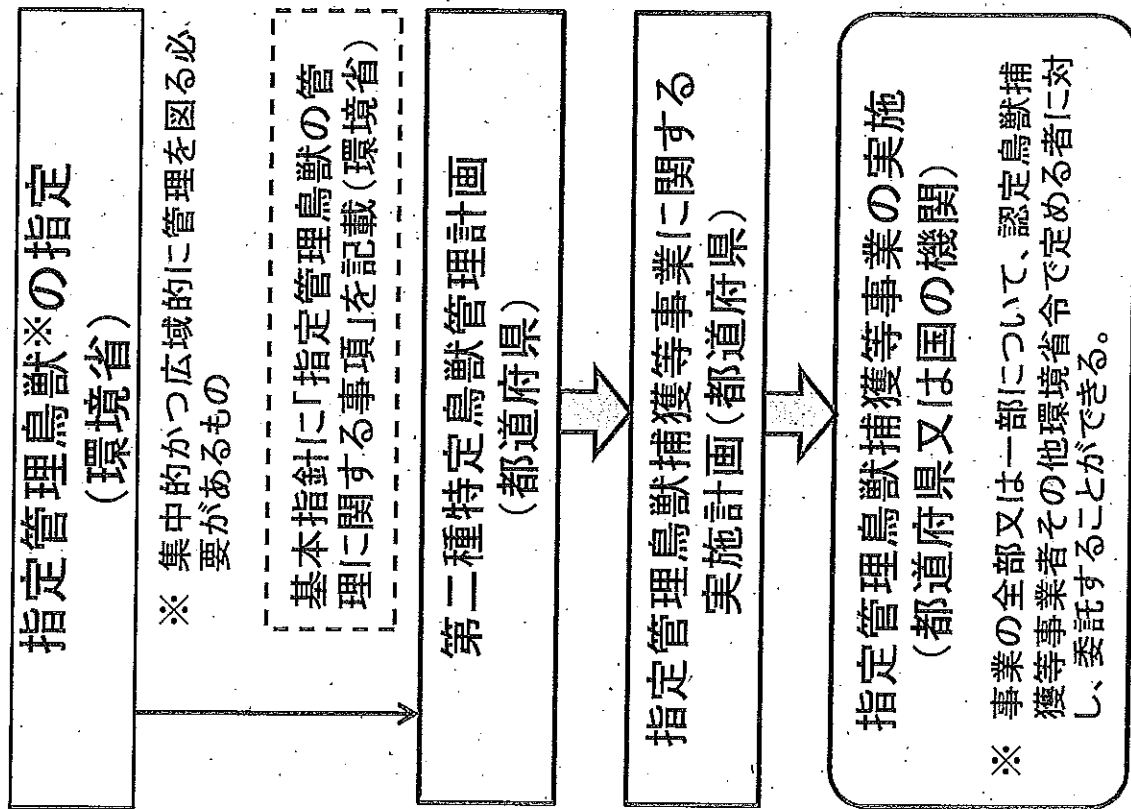 指定管理鳥獣※の指定
(環境省)
※ 集中的かつ広域的に管理を図る必
要があるもの
基本指針に「指定管理鳥獣の管
理に関する事項」を記載(環境省)
第二種特定鳥獣管理計画
(都道府県)
指定管理鳥獣捕獲等事業に関する
実施計画(都道府県)
指定管理鳥獣捕獲等事業の実施
(都道府県又は国の機関)
※ 事業の全部又は一部について、認定鳥獣捕
獲等事業者その他環境省令で定める者に対
し、委託することができる。